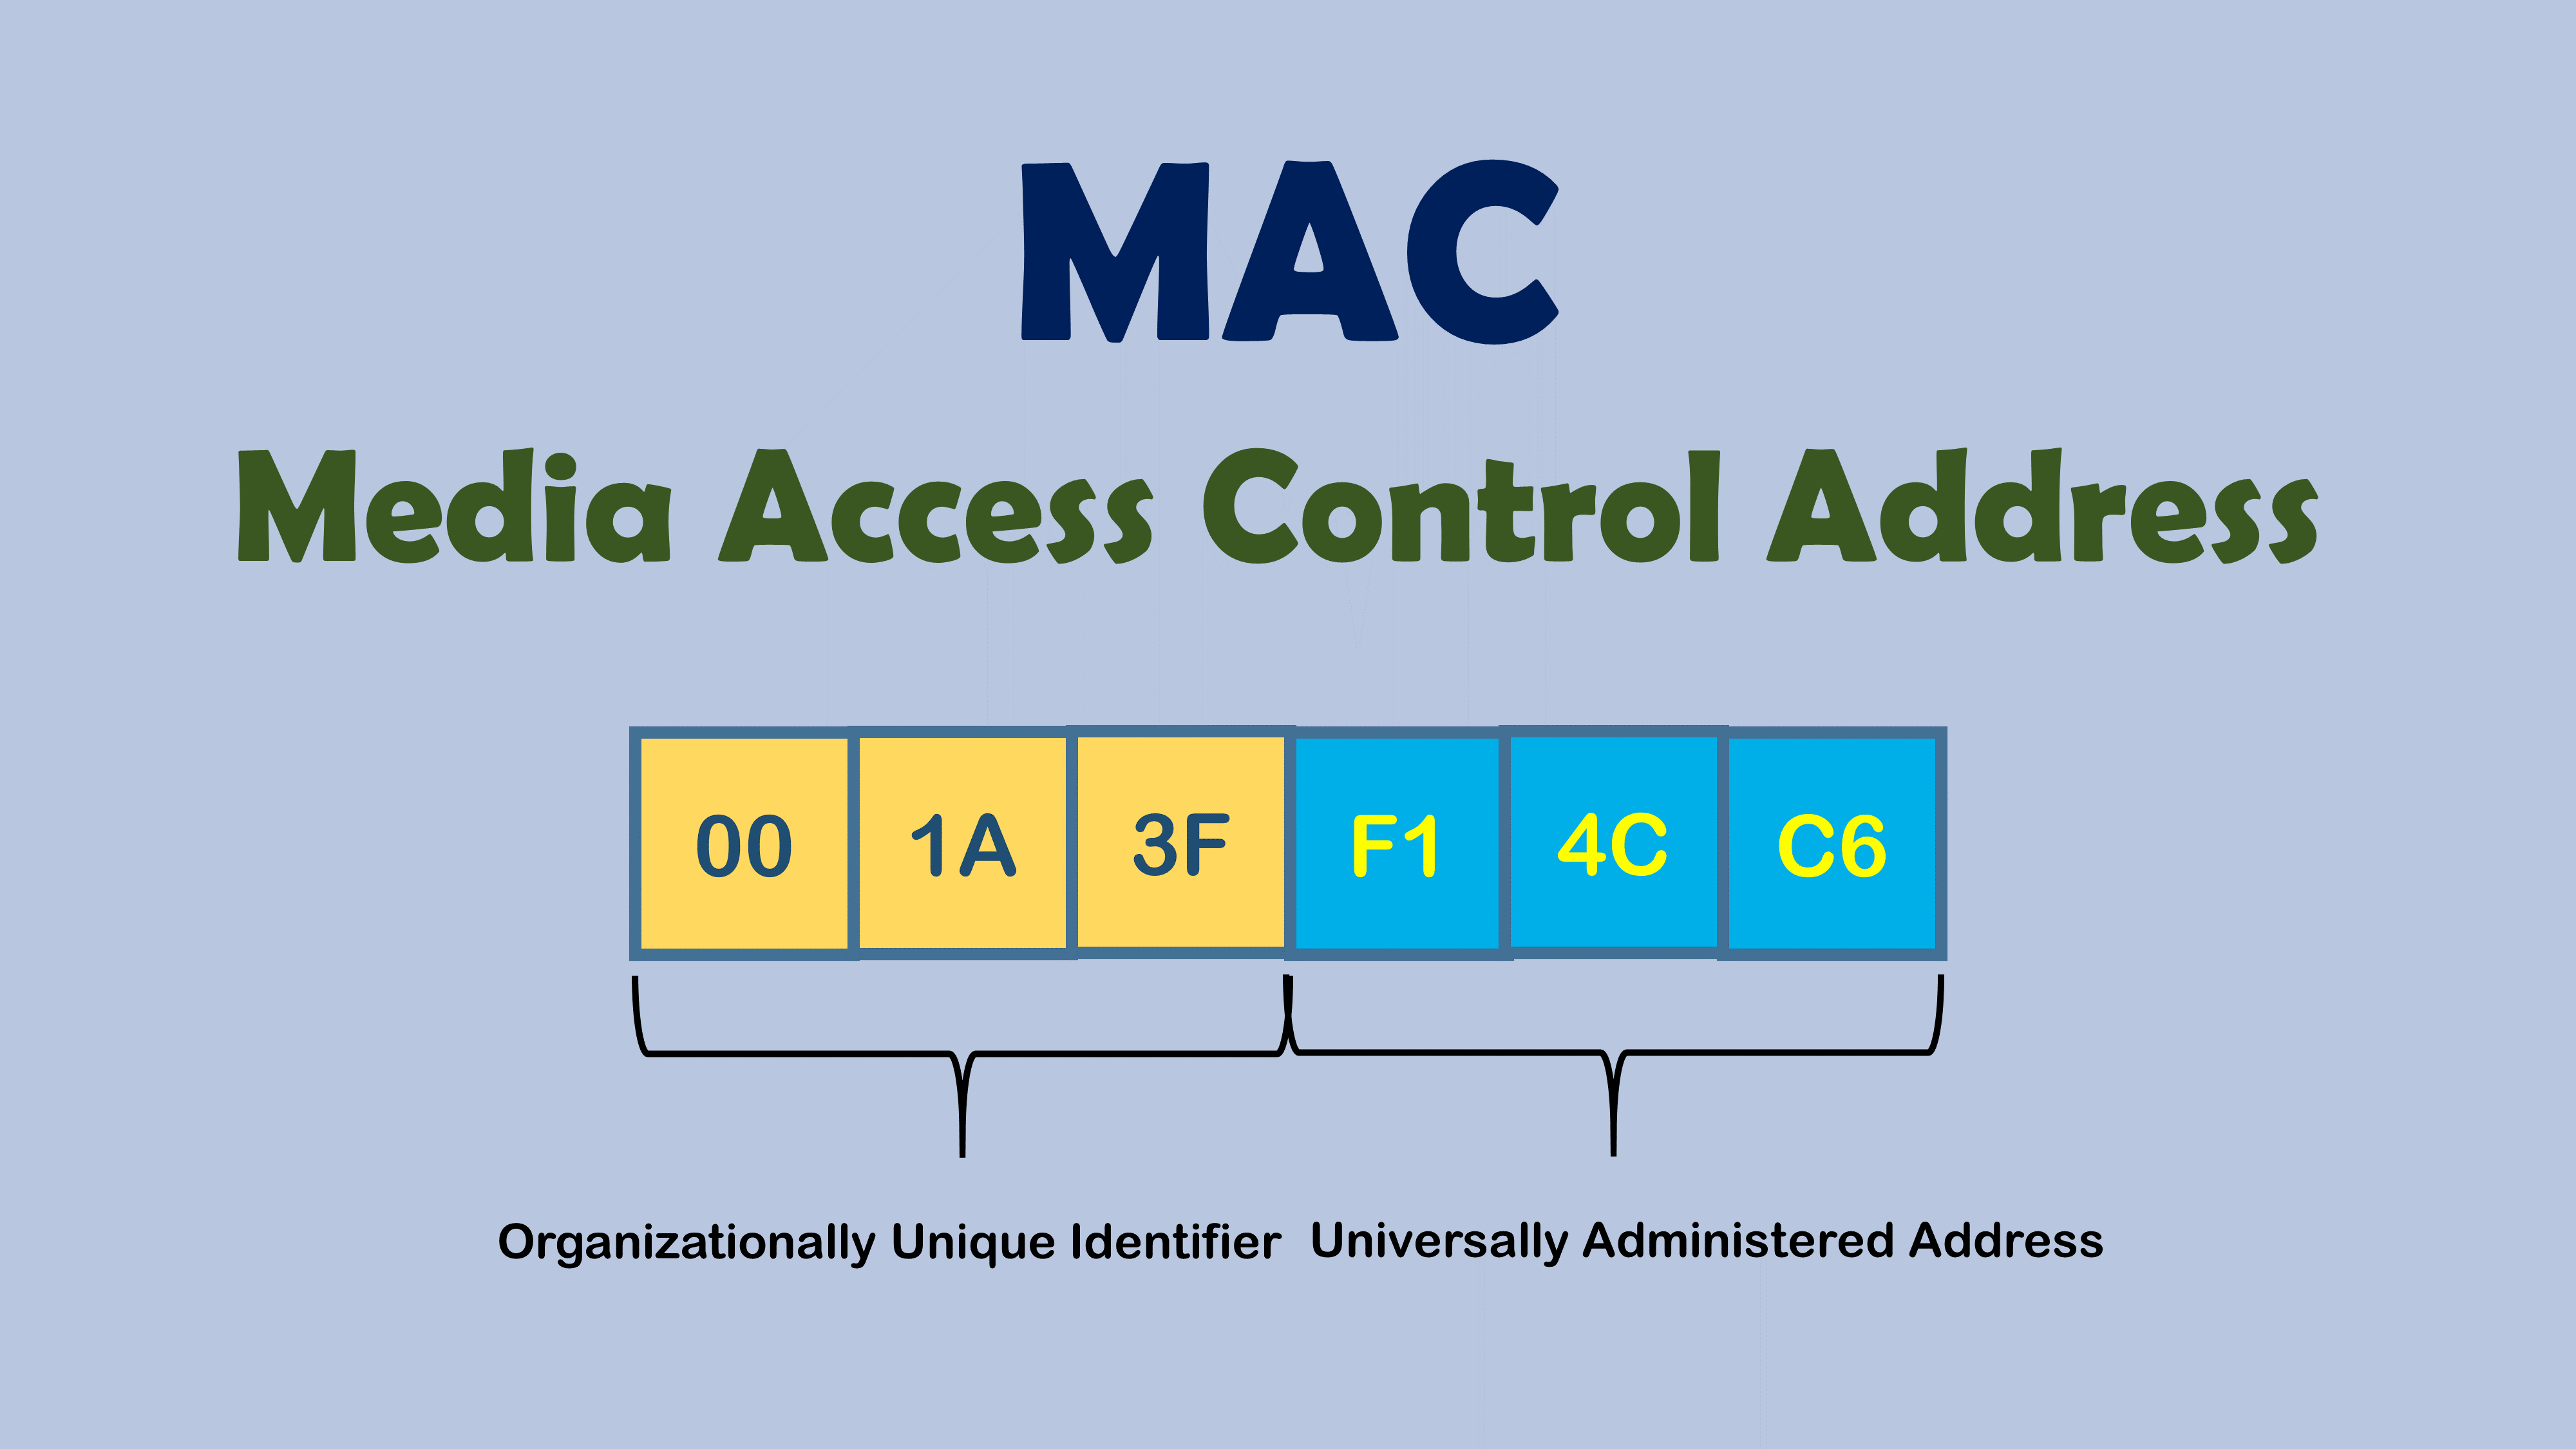 MAC
Media Access Control Address
00 1A 3F F1 4C C6
Organizationally Unique Identifier Universally Administered Address